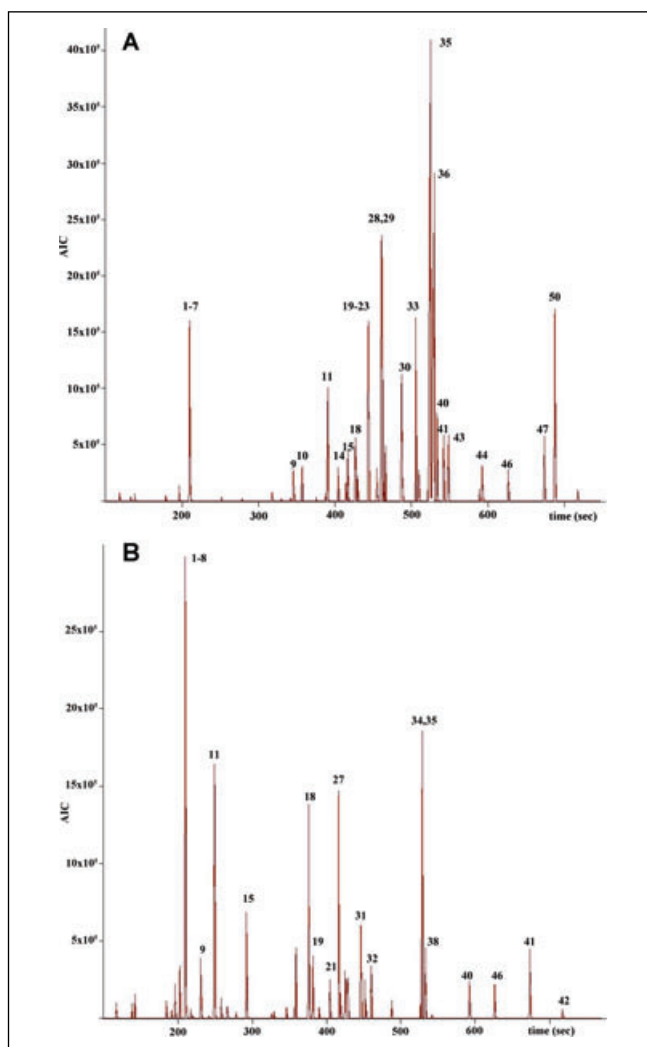 A
40x10⁵
35x10⁵
30x10⁵
25x10⁵
20x10⁵
15x10⁵
10x10⁵
5x10⁵
AIC
1-7
9
10
11
14
15
18
19-23
28,29
30
33
35
36
40
41
43
44
46
47
50
200
300
400
500
600
time (sec)
B
25x10⁵
20x10⁵
15x10⁵
10x10⁵
5x10⁵
AIC
1-8
9
11
15
18
19
21
27
31
32
34,35
38
40
46
41
42
200
300
400
500
time (sec)